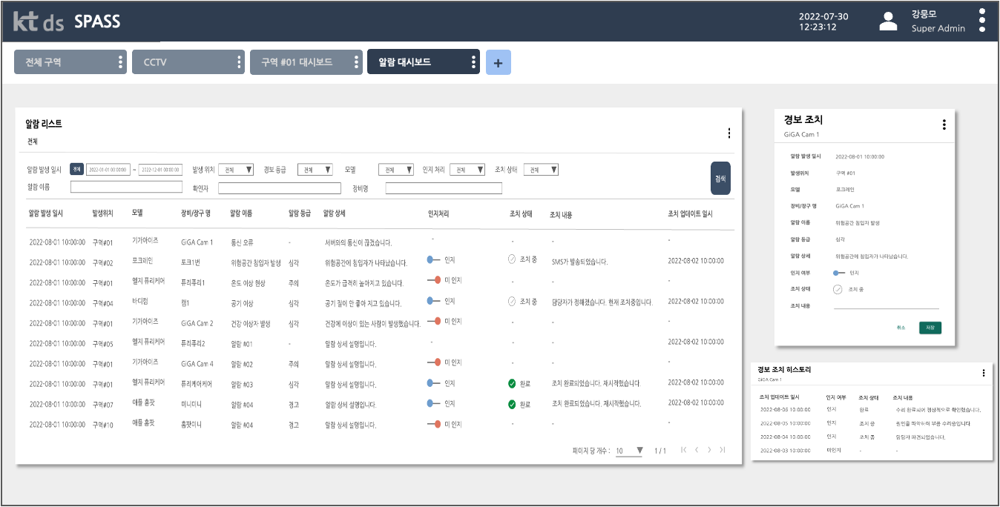 kt ds SPASS
2022-07-30
12:23:12
강뭉모
Super Admin
전체 구역
CCTV
구역 #01 대시보드
알람 대시보드
+
알람 리스트
전체
알람 발생 일시 전체 2022-01-01 00:00:00 ~ 2022-12-01 00:00:00 발생 위치 전체 경보 등급 전체 모델 전체 인지 처리 전체 조치 상태 전체
검색
알람 이름 확인자 장비명
알람 발생 일시 발생위치 모델 장비/장구 명 알람 이름 알람 등급 알람 상세 인지처리 조치 상태 조치 내용 조치 업데이트 일시
2022-08-01 10:00:00 구역#01 기가아이즈 GiGA Cam 1 통신 오류 - 서버와의 통신이 끊겼습니다. - - - -
2022-08-01 10:00:00 구역#02 포크레인 포크1번 위험공간 침입자 발생 심각 위험공간에 침입자가 나타났습니다. 인지 조치 중 SMS가 발송되었습니다. 2022-08-02 10:00:00
2022-08-01 10:00:00 구역#01 엘지 퓨리케어 퓨리퓨리1 온도 이상 현상 주의 온도가 급격히 높아지고 있습니다. 미 인지 - - -
2022-08-01 10:00:00 구역#04 바디캠 캠1 공기 이상 심각 공기 질이 안 좋아 지고 있습니다. 인지 조치 중 담당자가 정해졌습니다. 현재 조치중입니다. 2022-08-02 10:00:00
2022-08-01 10:00:00 구역#01 기가아이즈 GiGA Cam 2 건강 이상자 발생 심각 건강에 이상이 있는 사람이 발생했습니다. 미 인지 - - -
2022-08-01 10:00:00 구역#05 엘지 퓨리케어 퓨리퓨리2 알람 #01 - 알람 상세 설명입니다. - - - 2022-08-02 10:00:00
2022-08-01 10:00:00 구역#01 기가아이즈 GiGA Cam 4 알람 #02 주의 알람 상세 설명입니다. 미 인지 - - -
2022-08-01 10:00:00 구역#01 엘지 퓨리케어 퓨리케어케어 알람 #03 심각 알람 상세 설명입니다. 인지 완료 조치 완료되었습니다. 재시작했습니다. 2022-08-02 10:00:00
2022-08-01 10:00:00 구역#07 애플 홈팟 미니미니 알람 #04 경고 알람 상세 설명입니다. 인지 완료 조치 완료되었습니다. 재시작했습니다. 2022-08-02 10:00:00
2022-08-01 10:00:00 구역#10 애플 홈팟 홈팟미니 알람 #04 경고 알람 상세 설명입니다. 미 인지 - - -
페이지 당 개수 : 10 1 / 1
경보 조치
GiGA Cam 1
알람 발생 일시 2022-08-01 10:00:00
발생위치 구역 #01
모델 포크레인
장비/장구 명 GiGA Cam 1
알람 이름 위험공간 침입자 발생
알람 등급 심각
알람 상세 위험공간에 침입자가 나타났습니다.
인지 여부 인지
조치 상태 조치 중
조치 내용
취소 저장
경보 조치 히스토리
GiGA Cam 1
조치 업데이트 일시 인지 여부 조치 상태 조치 내용
2022-08-06 10:00:00 인지 완료 수리 완료되어 정상적으로 확인했습니다.
2022-08-05 10:00:00 인지 조치 중 원인을 파악하여 부품 수리중입니다
2022-08-04 10:00:00 인지 조치 중 담당자 파견되었습니다.
2022-08-03 10:00:00 미인지 - -